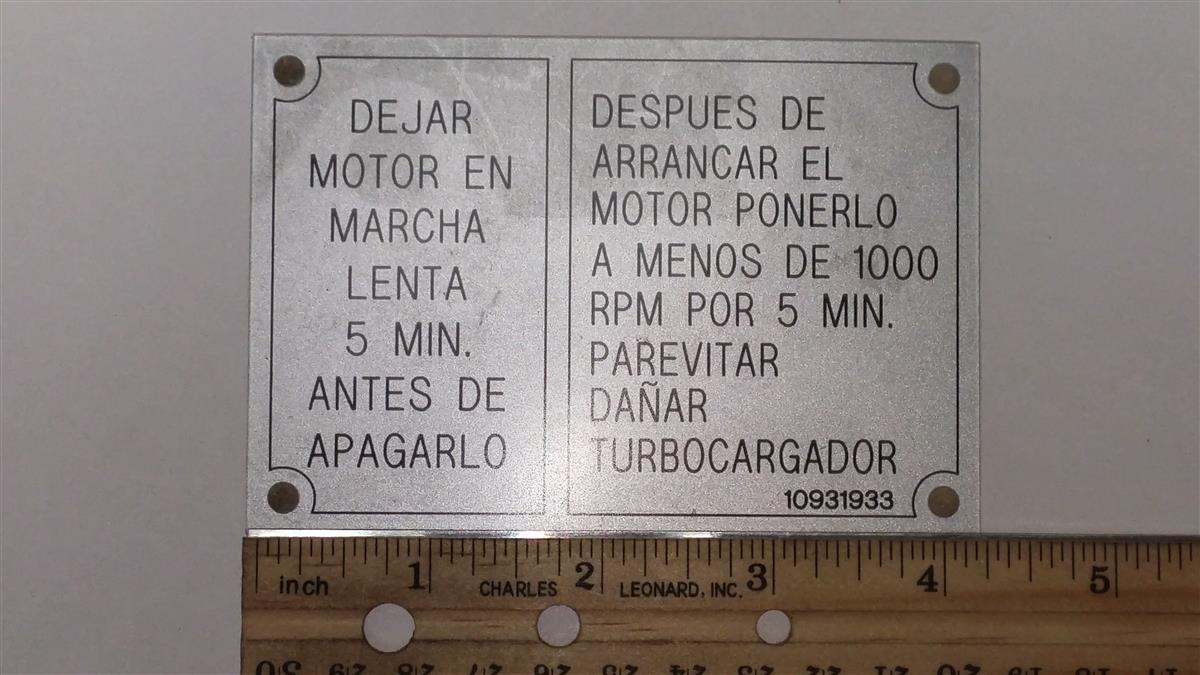 DEJAR
MOTOR EN
MARCHA
LENTA
5 MIN.
ANTES DE
APAGARLO
DESPUES DE
ARRANCAR EL
MOTOR PONERLO
A MENOS DE 1000
RPM POR 5 MIN.
PAREVITAR
DAÑAR
TURBOCARGADOR
10931933
inch 1 CHARLES 2 LEONARD, INC. 3 4 5